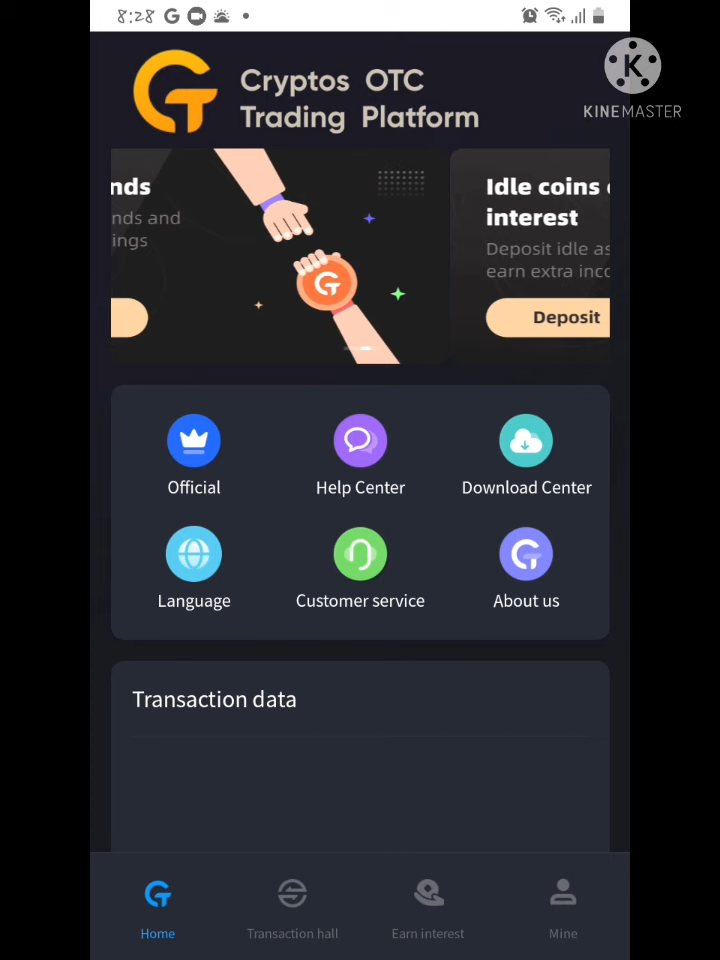 8:28
K
KINEMASTER
Cryptos OTC
Trading Platform
nds
nds and
ings
Idle coins
interest
Deposit idle as
earn extra inc
Deposit
Official
Help Center
Download Center
Language
Customer service
About us
Transaction data
Home
Transaction hall
Earn interest
Mine